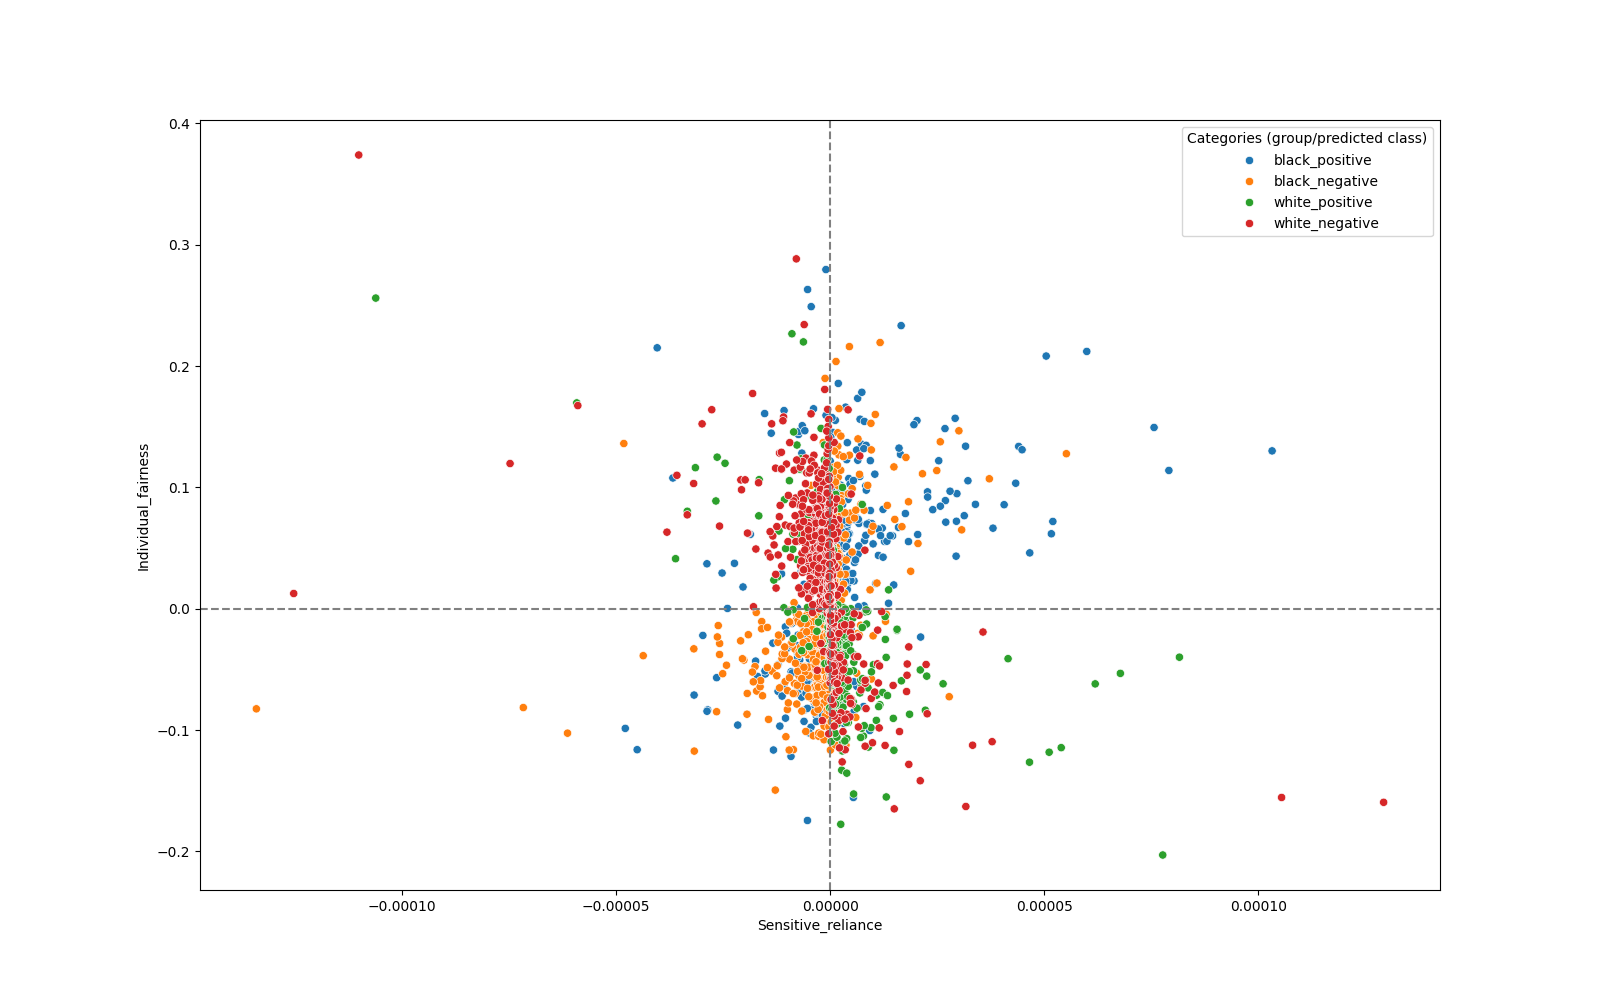 Categories (group/predicted class)
black_positive
black_negative
white_positive
white_negative
0.4
0.3
0.2
0.1
0.0
−0.1
−0.2
Individual_fairness
−0.00010
−0.00005
0.00000
0.00005
0.00010
Sensitive_reliance